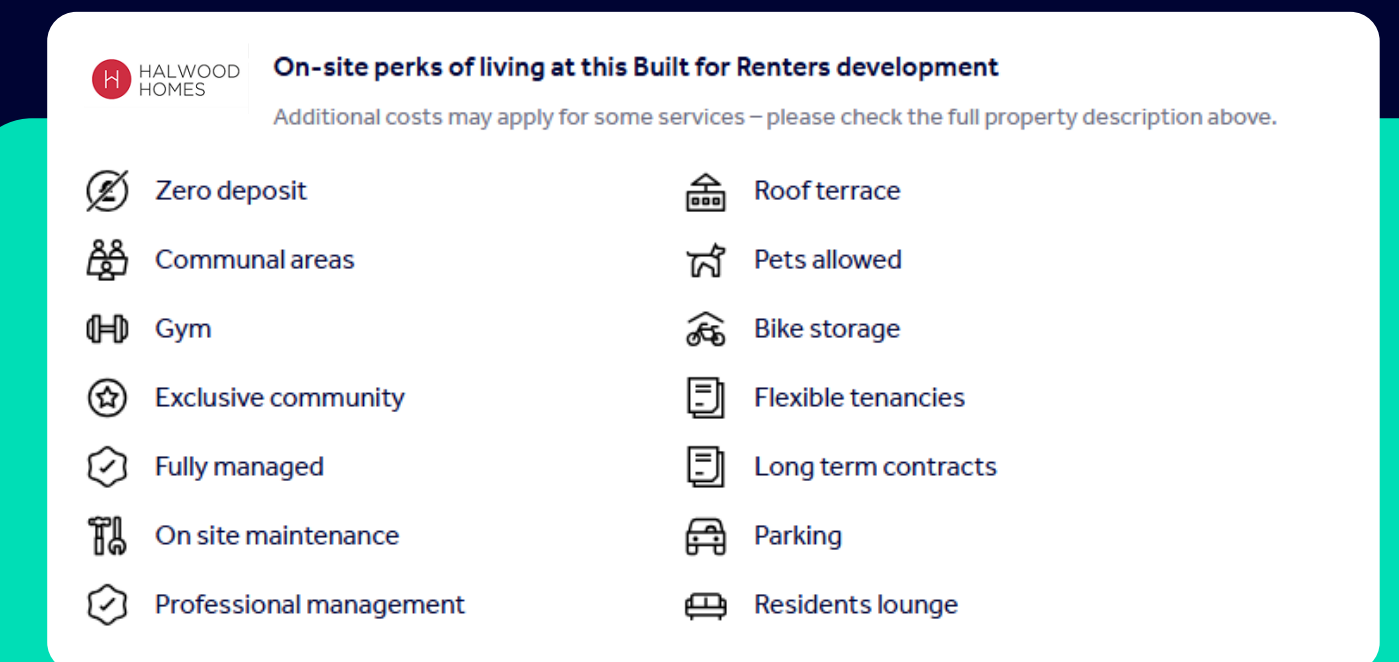 HALWOOD
HOMES
On-site perks of living at this Built for Renters development
Additional costs may apply for some services – please check the full property description above.
Zero deposit
Communal areas
Gym
Exclusive community
Fully managed
On site maintenance
Professional management
Roof terrace
Pets allowed
Bike storage
Flexible tenancies
Long term contracts
Parking
Residents lounge